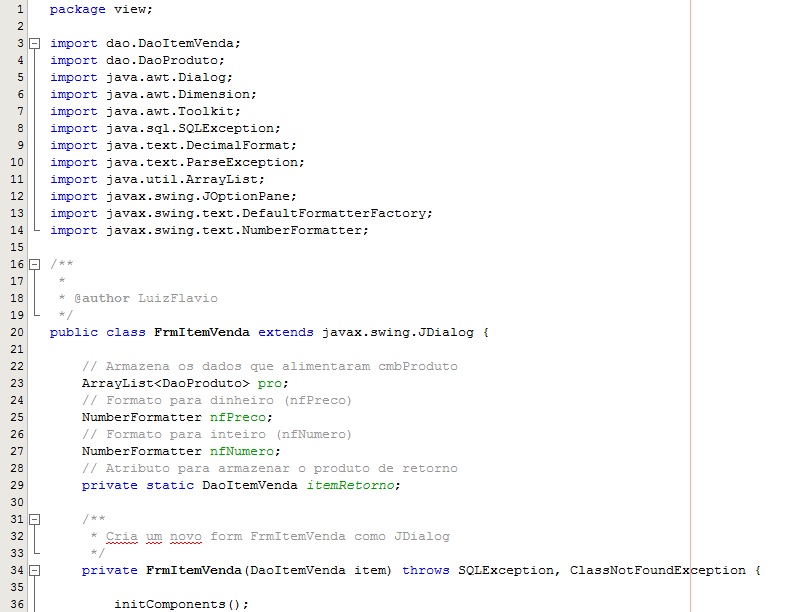 1 package view;
2
3 import dao.DaoItemVenda;
4 import dao.DaoProduto;
5 import java.awt.Dialog;
6 import java.awt.Dimension;
7 import java.awt.Toolkit;
8 import java.sql.SQLException;
9 import java.text.DecimalFormat;
10 import java.text.ParseException;
11 import java.util.ArrayList;
12 import javax.swing.JOptionPane;
13 import javax.swing.text.DefaultFormatterFactory;
14 import javax.swing.text.NumberFormatter;
15
16 /**
17 *
18 * @author LuizFlavio
19 */
20 public class FrmItemVenda extends javax.swing.JDialog {
21
22 // Armazena os dados que alimentaram cmbProduto
23 ArrayList<DaoProduto> pro;
24 // Formato para dinheiro (nfPreco)
25 NumberFormatter nfPreco;
26 // Formato para inteiro (nfNumero)
27 NumberFormatter nfNumero;
28 // Atributo para armazenar o produto de retorno
29 private static DaoItemVenda itemRetorno;
30
31 /**
32 * Cria um novo form FrmItemVenda como JDialog
33 */
34 private FrmItemVenda(DaoItemVenda item) throws SQLException, ClassNotFoundException {
35
36 initComponents();